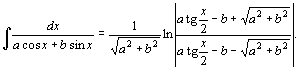 ∫ dx / (a cos x + b sin x) = 1 / √(a² + b²) ln | (a tg x/2 − b + √(a² + b²)) / (a tg x/2 − b − √(a² + b²)) |.